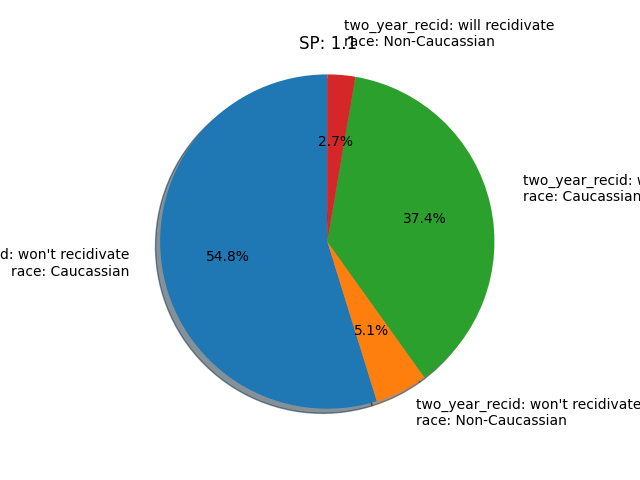 two_year_recid: will recidivate
race: Non-Caucassian
SP: 1.1
2.7%
two_year_recid:
race: Caucassian
37.4%
54.8%
d: won't recidivate
race: Caucassian
5.1%
two_year_recid: won't recidivate
race: Non-Caucassian